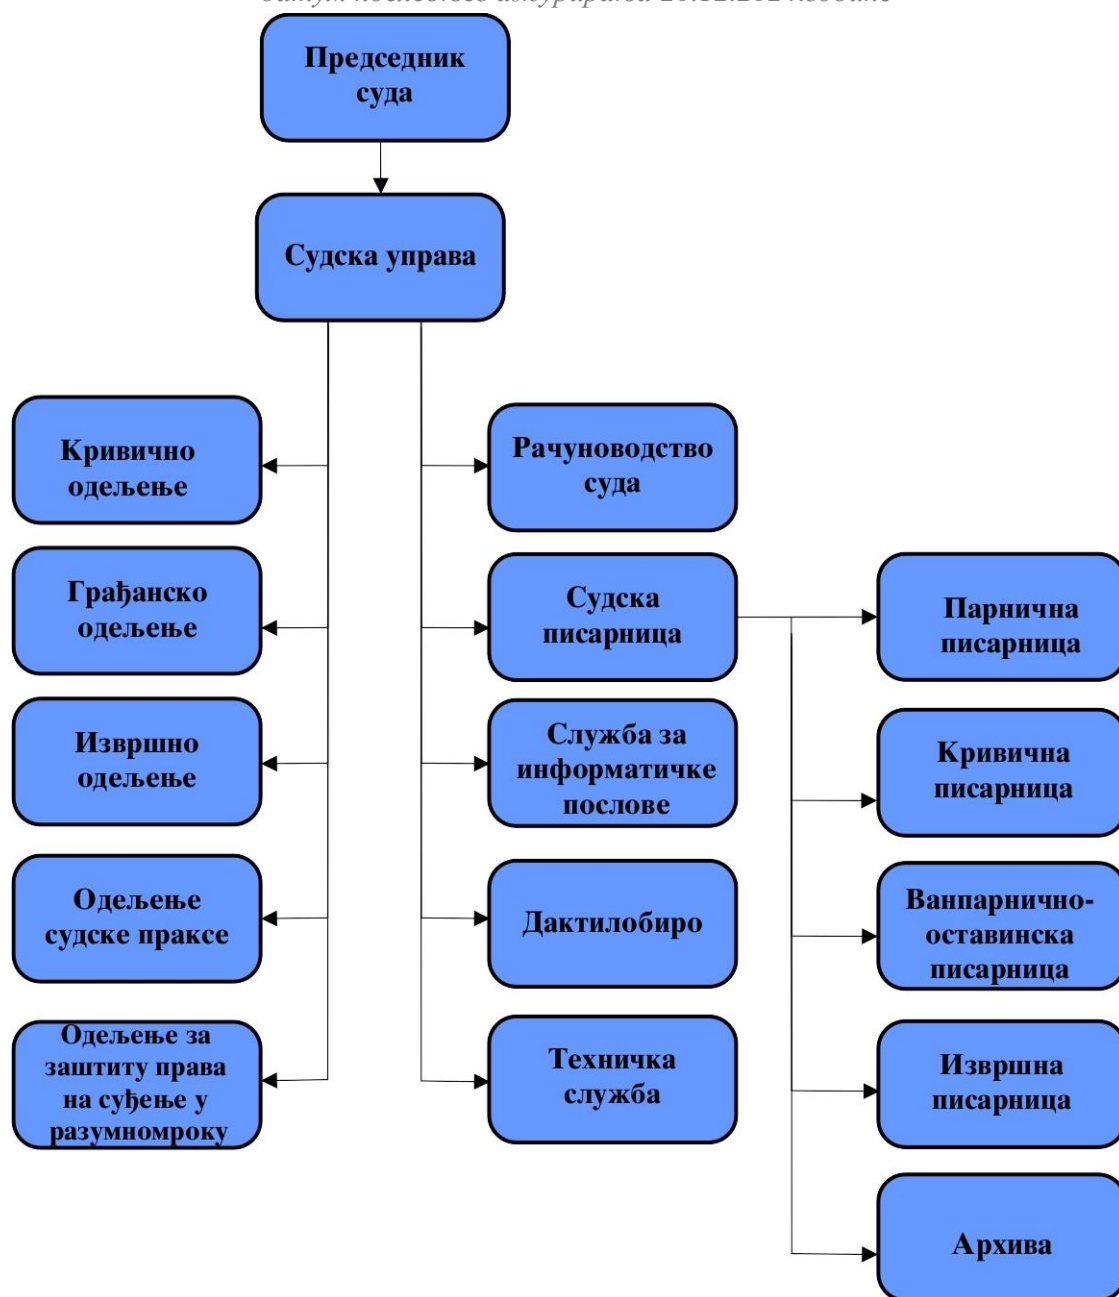 Председник
суда
Судска управа
Кривично
одељење
Рачуноводство
суда
Грађанско
одељење
Судска
писарница
Парнична
писарница
Извршно
одељење
Служба за
информатичке
послове
Кривична
писарница
Одељење
судске праксе
Дактилобиро
Ванпарнично-
оставинска
писарница
Одељење за
заштиту права
на суђење у
разумномроку
Техничка
служба
Извршна
писарница
Архива